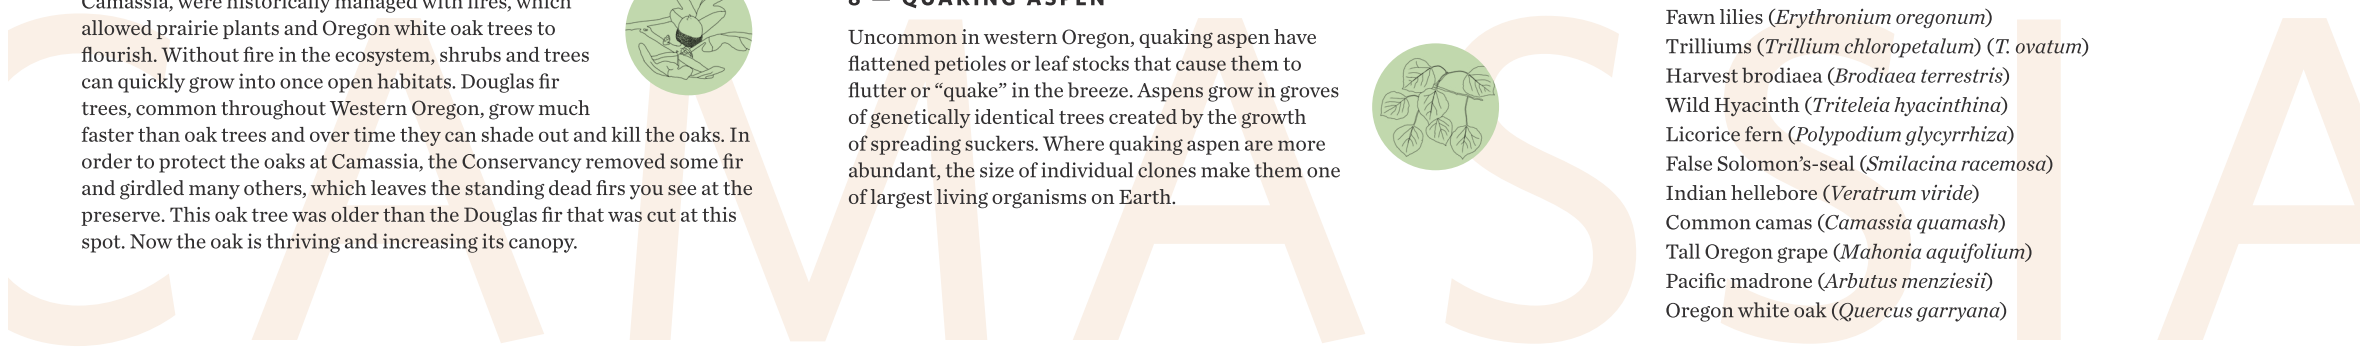 Camassia, were historically managed with fires, which
allowed prairie plants and Oregon white oak trees to
flourish. Without fire in the ecosystem, shrubs and trees
can quickly grow into once open habitats. Douglas fir
trees, common throughout Western Oregon, grow much
faster than oak trees and over time they can shade out and kill the oaks. In
order to protect the oaks at Camassia, the Conservancy removed some fir
and girdled many others, which leaves the standing dead firs you see at the
preserve. This oak tree was older than the Douglas fir that was cut at this
spot. Now the oak is thriving and increasing its canopy.
8 — QUAKING ASPEN
Uncommon in western Oregon, quaking aspen have
flattened petioles or leaf stocks that cause them to
flutter or “quake” in the breeze. Aspens grow in groves
of genetically identical trees created by the growth
of spreading suckers. Where quaking aspen are more
abundant, the size of individual clones make them one
of largest living organisms on Earth.
Fawn lilies (Erythronium oregonum)
Trilliums (Trillium chloropetalum) (T. ovatum)
Harvest brodiaea (Brodiaea terrestris)
Wild Hyacinth (Triteleia hyacinthina)
Licorice fern (Polypodium glycyrrhiza)
False Solomon’s-seal (Smilacina racemosa)
Indian hellebore (Veratrum viride)
Common camas (Camassia quamash)
Tall Oregon grape (Mahonia aquifolium)
Pacific madrone (Arbutus menziesii)
Oregon white oak (Quercus garryana)
CAMASSIA